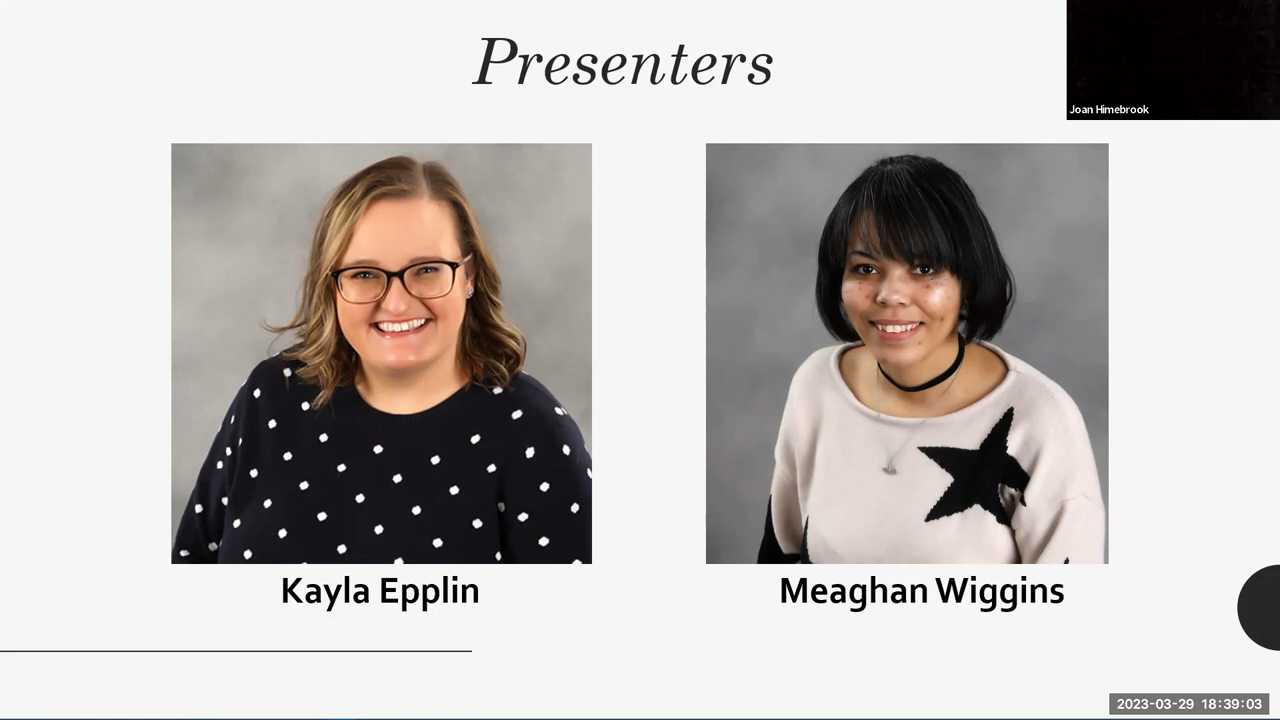 Presenters
Joan Himebrook
Kayla Epplin
Meaghan Wiggins
2023-03-29 18:39:03